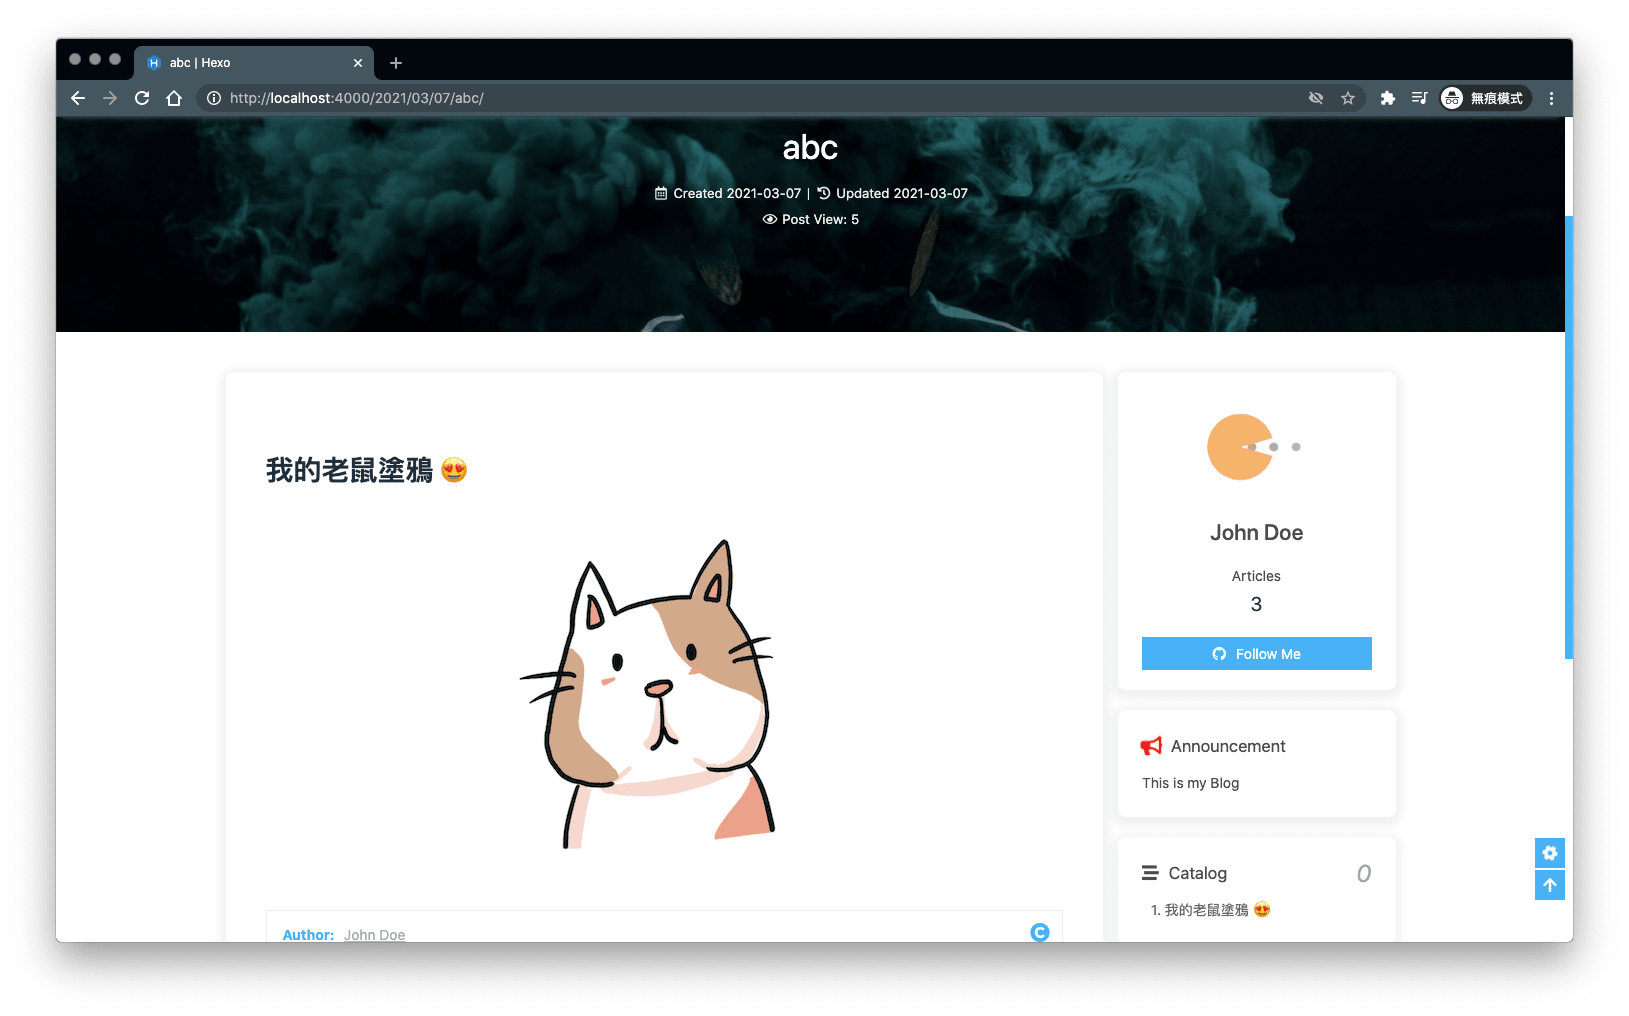 abc | Hexo
http://localhost:4000/2021/03/07/abc/
無痕模式
abc
Created 2021-03-07 | Updated 2021-03-07
Post View: 5
我的老鼠塗鴉 😍
John Doe
Articles
3
Follow Me
Announcement
This is my Blog
Catalog 0
1. 我的老鼠塗鴉 😍
Author: John Doe